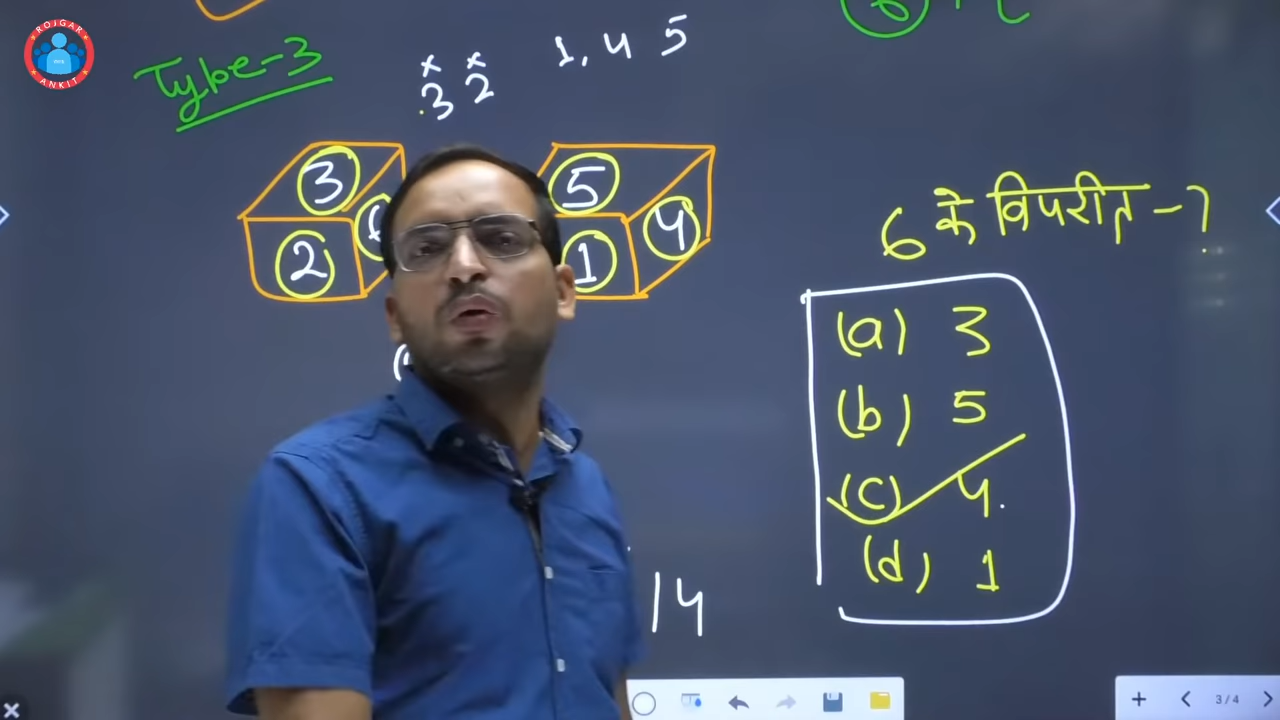 ROJGAR
ANKIT
Type-3
× ×
3 2
1, 4 5
3
2
5
1
4
6 के विपरीत - ?
(a) 3
(b) 5
(c) 4.
(d) 1
14
3/4